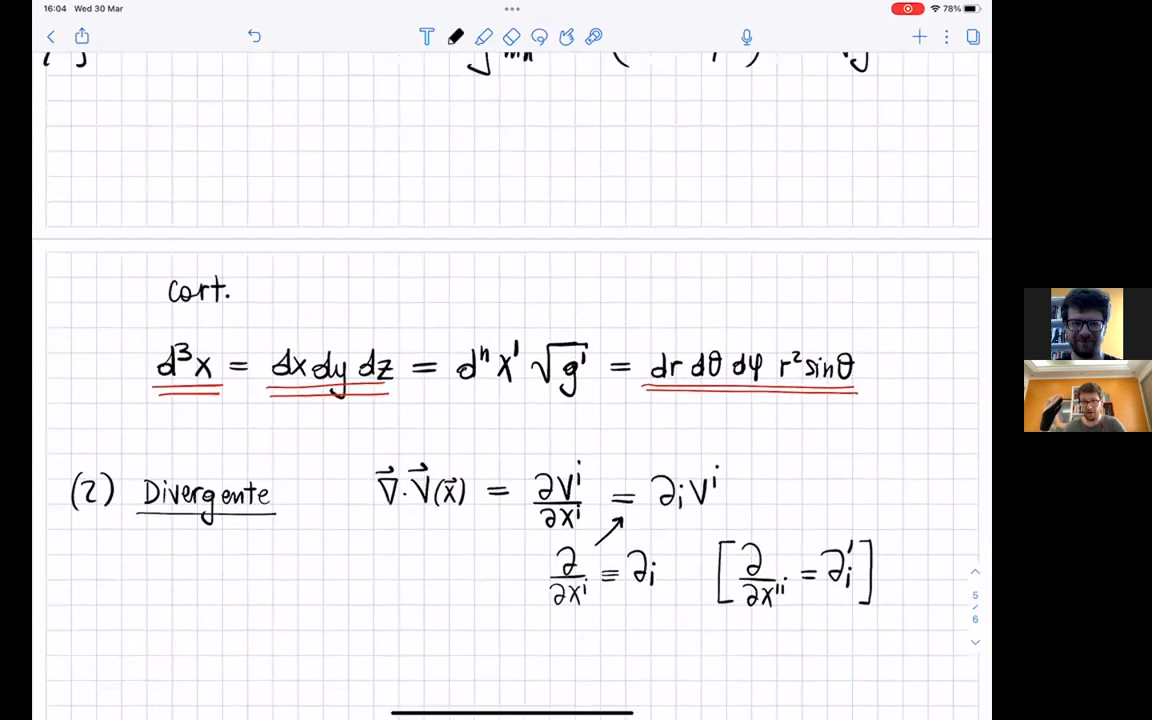 16:04 Wed 30 Mar
78%
T
cort.
d³x = dx dy dz = dⁿx' √g' = dr dθ dφ r² sinθ
(2) Divergente ∇⃗·V⃗(x⃗) = ∂Vⁱ/∂xⁱ = ∂ᵢVⁱ
∂/∂xⁱ ≡ ∂ᵢ [∂/∂x'ⁱ = ∂'ᵢ]
5
/
6